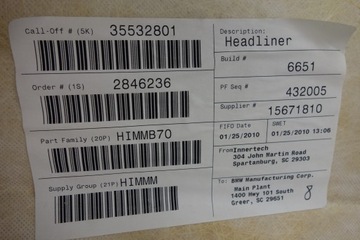 Call-Off # (5K) 35532801
Order # (1S) 2846236
Part Family (20P) HIMMB70
Supply Group (21P) HIMMM
Description:
Headliner
Build # 6651
PF Seq # 432005
Supplier # 15671810
FIFO Date
01/25/2010
SWET
01/25/2010 13:06
From: Innertech
304 John Martin Road
Spartanburg, SC 29303
To: BMW Manufacturing Corp.
Main Plant
1400 Hwy 101 South
Greer, SC 29651
8